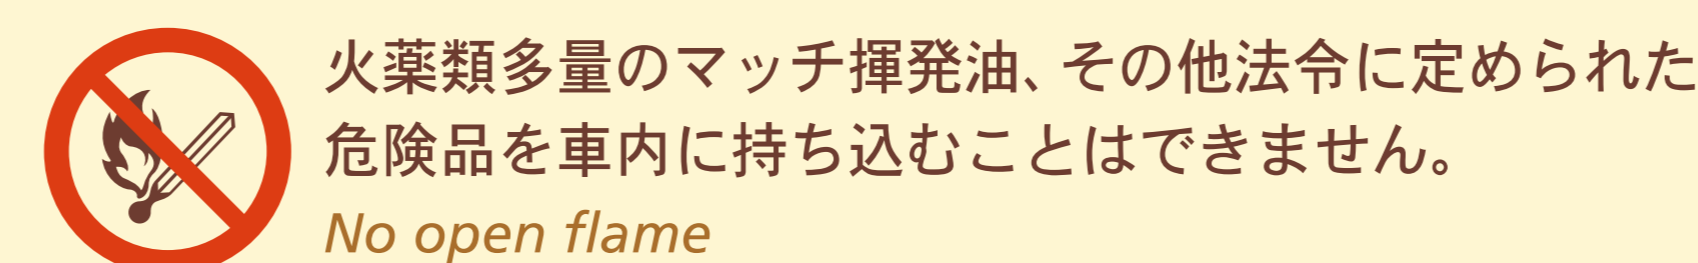 火薬類多量のマッチ揮発油、その他法令に定められた
危険品を車内に持ち込むことはできません。
No open flame